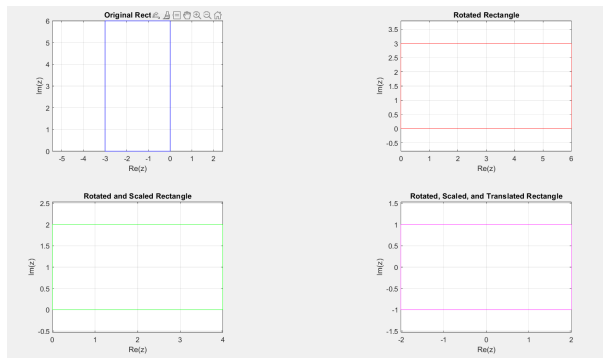 Original Rect
6
5
4
3
2
1
0
Im(z)
-5 -4 -3 -2 -1 0 1 2
Re(z)
Rotated Rectangle
3.5
3
2.5
2
1.5
1
0.5
0
-0.5
Im(z)
0 1 2 3 4 5 6
Re(z)
Rotated and Scaled Rectangle
2.5
2
1.5
1
0.5
0
-0.5
Im(z)
0 1 2 3 4
Re(z)
Rotated, Scaled, and Translated Rectangle
1.5
1
0.5
0
-0.5
-1
-1.5
Im(z)
-2 -1 0 1 2
Re(z)